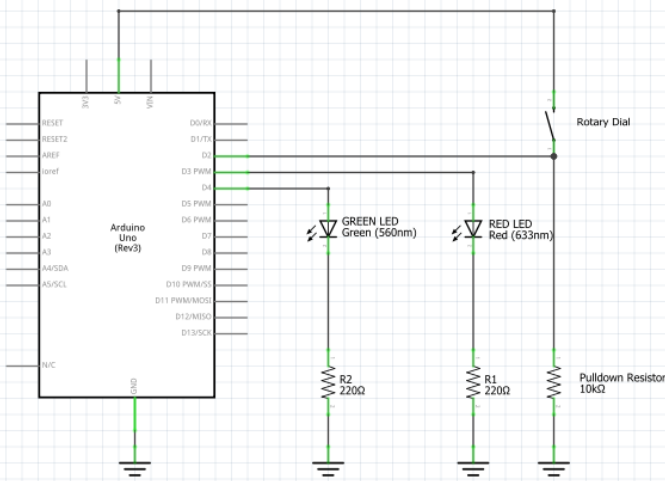 3V3
5V
VIN
RESET
RESET2
AREF
ioref
A0
A1
A2
A3
A4/SDA
A5/SCL
N/C
D0/RX
D1/TX
D2
D3 PWM
D4
D5 PWM
D6 PWM
D7
D8
D9 PWM
D10 PWM/SS
D11 PWM/MOSI
D12/MISO
D13/SCK
Arduino
Uno
(Rev3)
GND
GREEN LED
Green (560nm)
RED LED
Red (633nm)
Rotary Dial
R2
220Ω
R1
220Ω
Pulldown Resistor
10kΩ